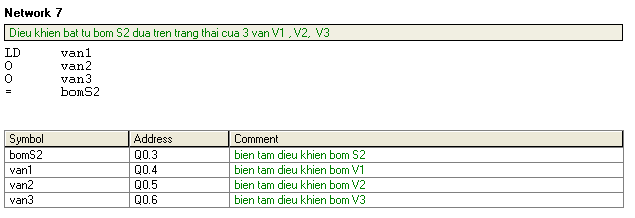 Network 7
Dieu khien bat tu bom S2 dua tren trang thai cua 3 van V1 , V2, V3
LD van1
O van2
O van3
= bomS2
Symbol Address Comment
bomS2 Q0.3 bien tam dieu khien bom S2
van1 Q0.4 bien tam dieu khien bom V1
van2 Q0.5 bien tam dieu khien bom V2
van3 Q0.6 bien tam dieu khien bom V3